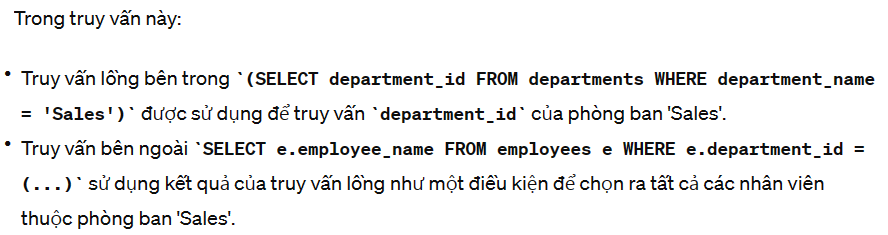 Trong truy vấn này:
• Truy vấn lồng bên trong `(SELECT department_id FROM departments WHERE department_name
= 'Sales')` được sử dụng để truy vấn `department_id` của phòng ban 'Sales'.
• Truy vấn bên ngoài `SELECT e.employee_name FROM employees e WHERE e.department_id =
(...)` sử dụng kết quả của truy vấn lồng như một điều kiện để chọn ra tất cả các nhân viên
thuộc phòng ban 'Sales'.